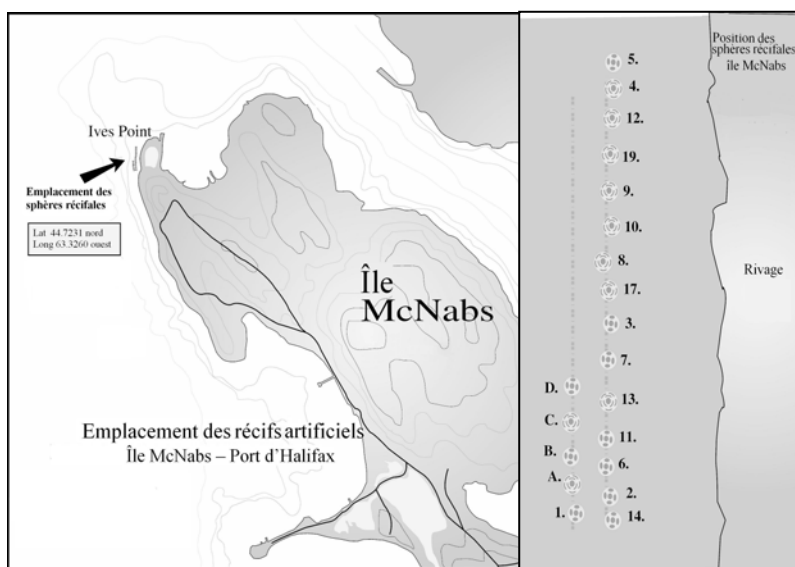 Ives Point
Emplacement des
sphères récifales
Lat 44.7231 nord
Long 63.3260 ouest
Île
McNabs
Emplacement des récifs artificiels
Île McNabs – Port d'Halifax
Position des
sphères récifales
île McNabs
5.
4.
12.
19.
9.
10.
8.
17.
3.
7.
D.
13.
C.
11.
B.
6.
A.
2.
1.
14.
Rivage